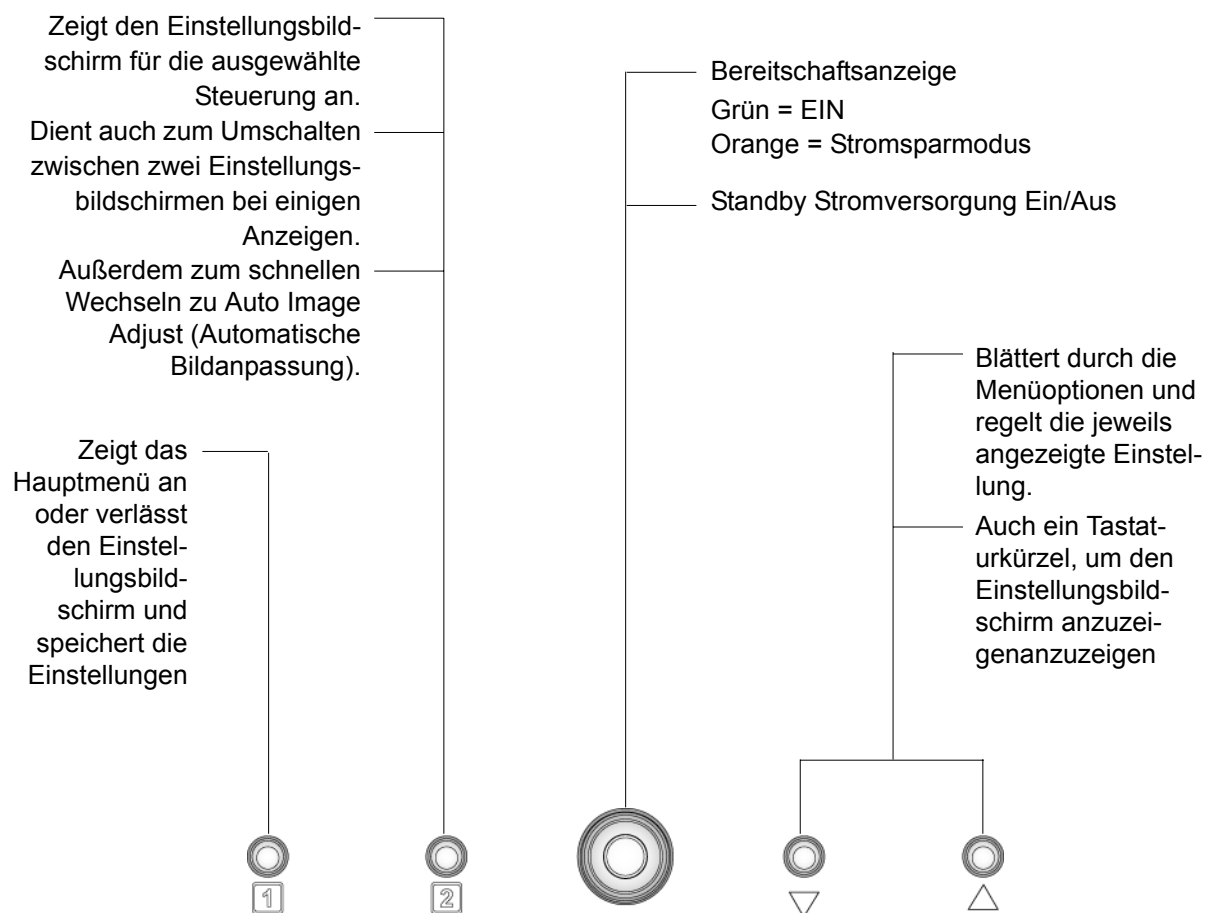 Zeigt den Einstellungsbild-
schirm für die ausgewählte
Steuerung an.
Dient auch zum Umschalten
zwischen zwei Einstellungs-
bildschirmen bei einigen
Anzeigen.
Außerdem zum schnellen
Wechseln zu Auto Image
Adjust (Automatische
Bildanpassung).
Bereitschaftsanzeige
Grün = EIN
Orange = Stromsparmodus
Standby Stromversorgung Ein/Aus
Zeigt das
Hauptmenü an
oder verlässt
den Einstel-
lungsbild-
schirm und
speichert die
Einstellungen
Blättert durch die
Menüoptionen und
regelt die jeweils
angezeigte Einstel-
lung.
Auch ein Tastat-
urkürzel, um den
Einstellungsbild-
schirm anzuzei-
genanzuzeigen
1
2